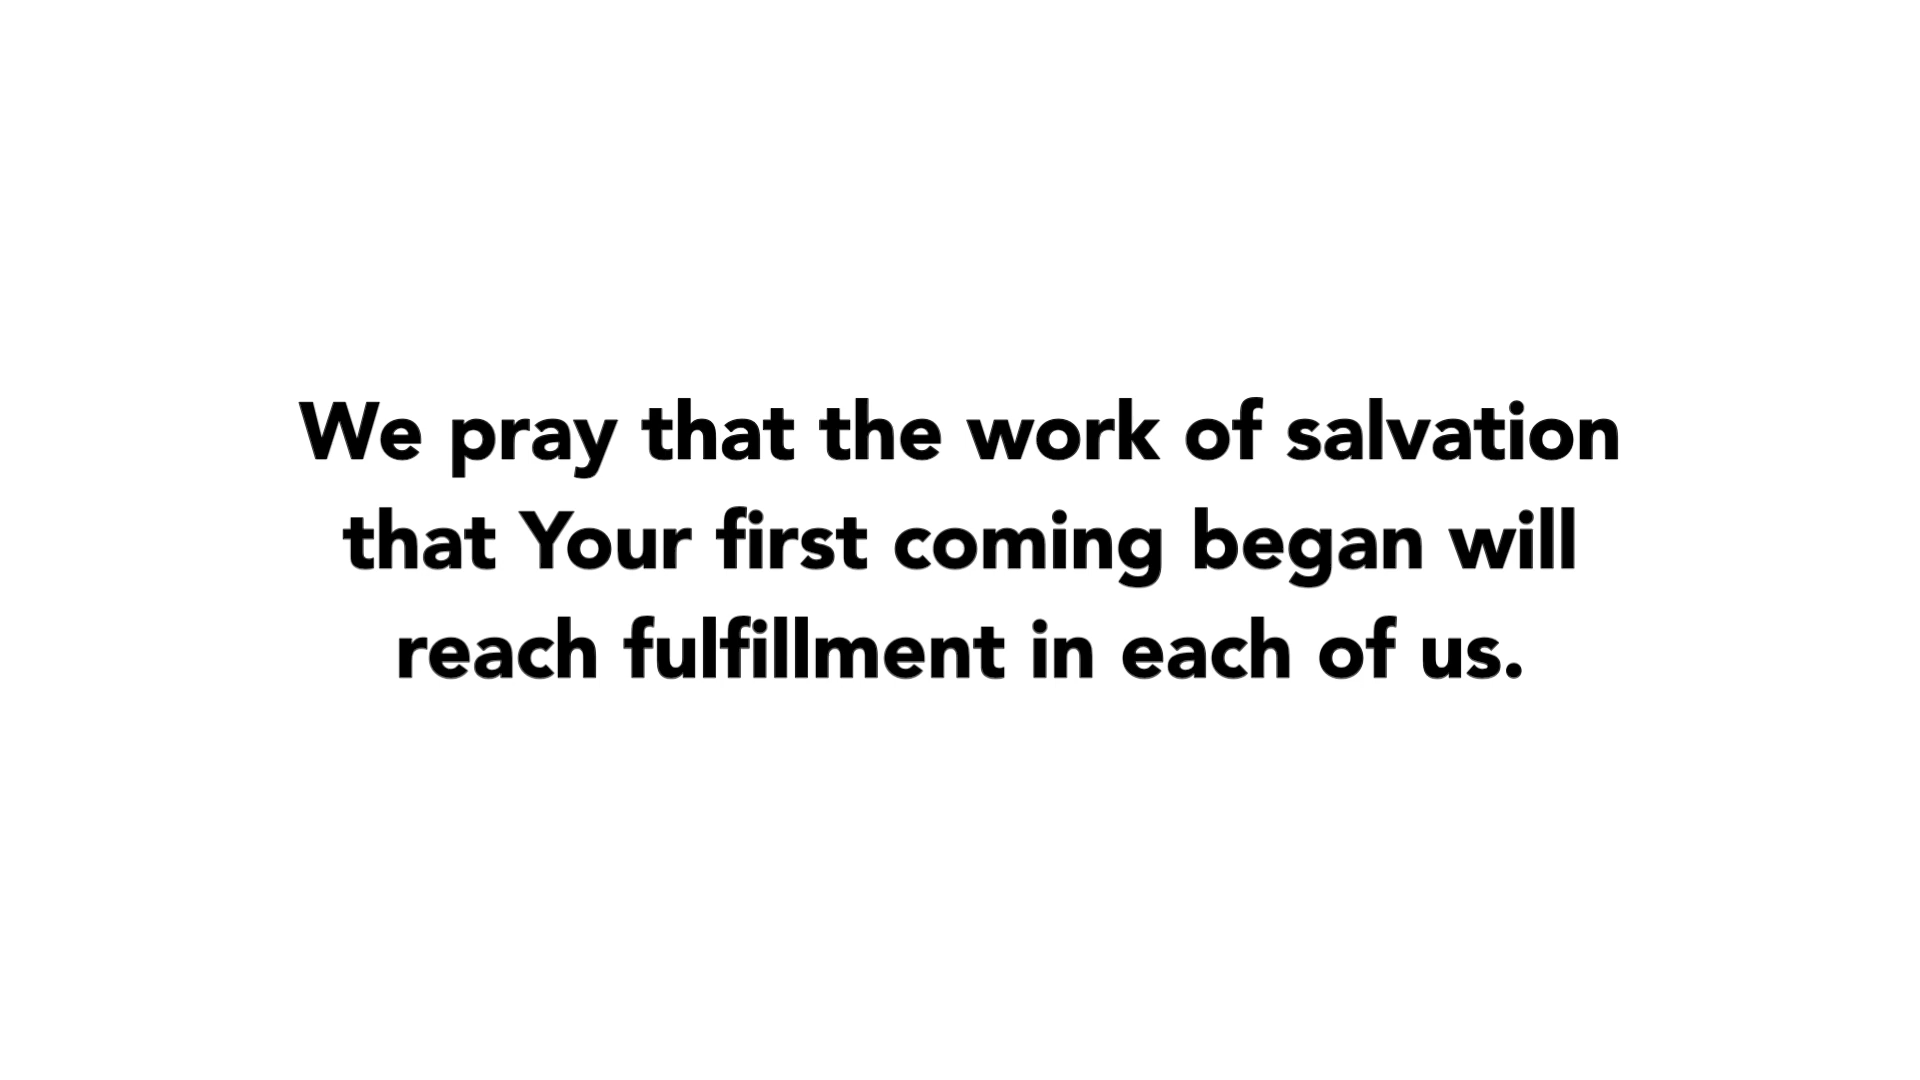 We pray that the work of salvation
that Your first coming began will
reach fulfillment in each of us.